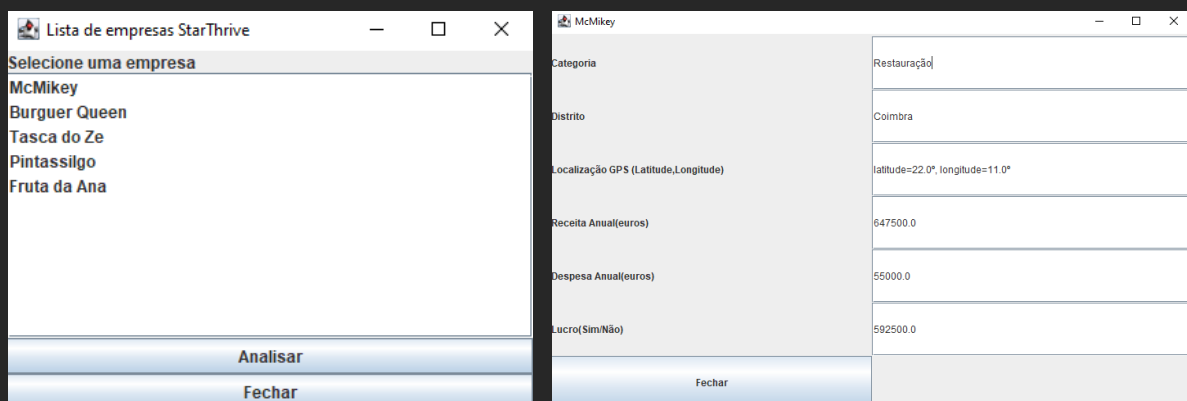 Lista de empresas StarThrive
Selecione uma empresa
McMikey
Burguer Queen
Tasca do Ze
Pintassilgo
Fruta da Ana
Analisar
Fechar
McMikey
Categoria
Restauração
Distrito
Coimbra
Localização GPS (Latitude,Longitude)
latitude=22.0º, longitude=11.0º
Receita Anual(euros)
647500.0
Despesa Anual(euros)
55000.0
Lucro(Sim/Não)
592500.0
Fechar